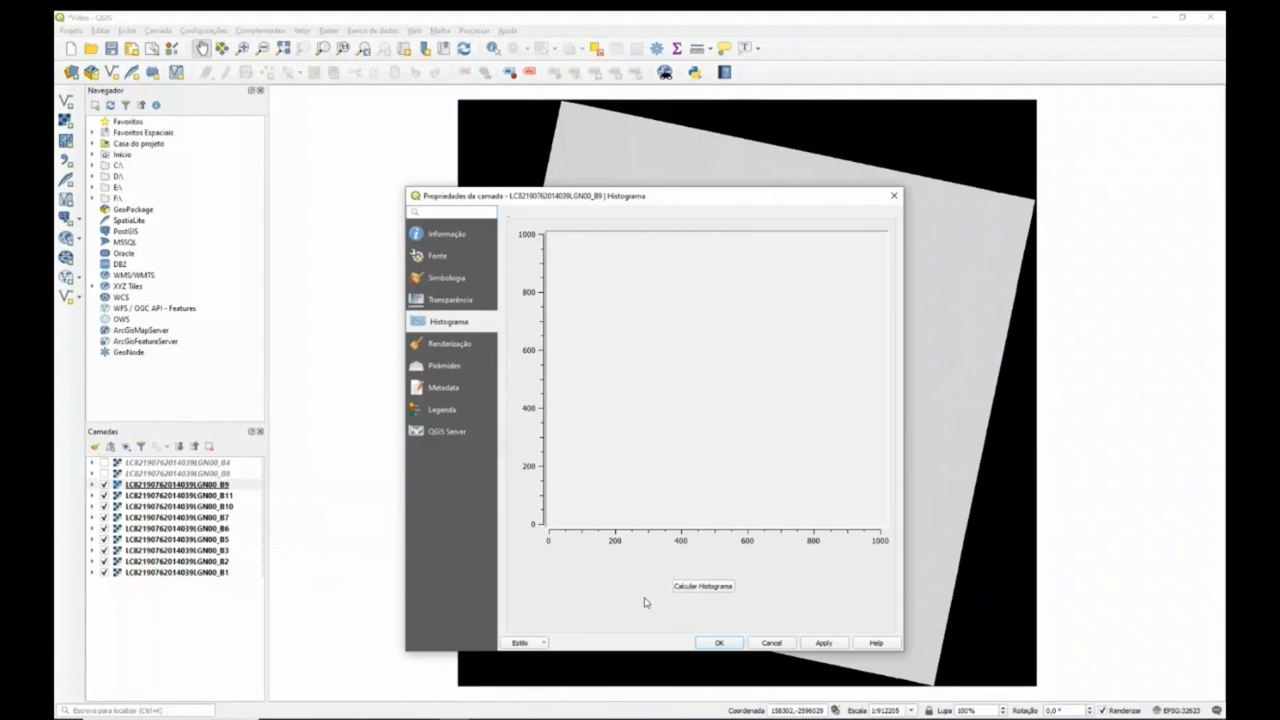 *Vídeo - QGIS
Projeto Editar Exibir Camada Configurações Complementos Vetor Raster Banco de dados Web Malha Processar Ajuda
Navegador
Favoritos
Favoritos Espaciais
Casa do projeto
Início
C:\
D:\
E:\
F:\
GeoPackage
SpatiaLite
PostGIS
MSSQL
Oracle
DB2
WMS/WMTS
XYZ Tiles
WCS
WFS / OGC API - Features
OWS
ArcGisMapServer
ArcGisFeatureServer
GeoNode
Camadas
LC82190762014039LGN00_B4
LC82190762014039LGN00_B8
LC82190762014039LGN00_B9
LC82190762014039LGN00_B11
LC82190762014039LGN00_B10
LC82190762014039LGN00_B7
LC82190762014039LGN00_B6
LC82190762014039LGN00_B5
LC82190762014039LGN00_B3
LC82190762014039LGN00_B2
LC82190762014039LGN00_B1
Propriedades da camada - LC82190762014039LGN00_B9 | Histograma
Informação
Fonte
Simbologia
Transparência
Histograma
Renderização
Pirâmides
Metadata
Legenda
QGIS Server
1000
800
600
400
200
0
0 200 400 600 800 1000
Calcular Histograma
Estilo OK Cancel Apply Help
Escreva para localizar (Ctrl+K) Coordenada 158302,-2596029 Escala 1:912205 Lupa 100% Rotação 0,0 ° Renderizar EPSG:32623